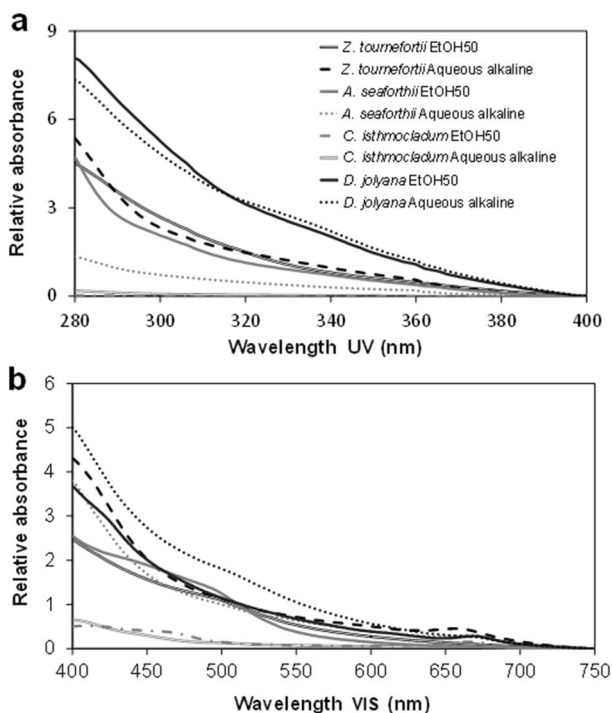 a
9
6
3
0
Relative absorbance
Z. tournefortii EtOH50
Z. tournefortii Aqueous alkaline
A. seaforthii EtOH50
A. seaforthii Aqueous alkaline
C. isthmocladum EtOH50
C. isthmocladum Aqueous alkaline
D. jolyana EtOH50
D. jolyana Aqueous alkaline
280 300 320 340 360 380 400
Wavelength UV (nm)
b
6
5
4
3
2
1
0
Relative absorbance
400 450 500 550 600 650 700 750
Wavelength VIS (nm)